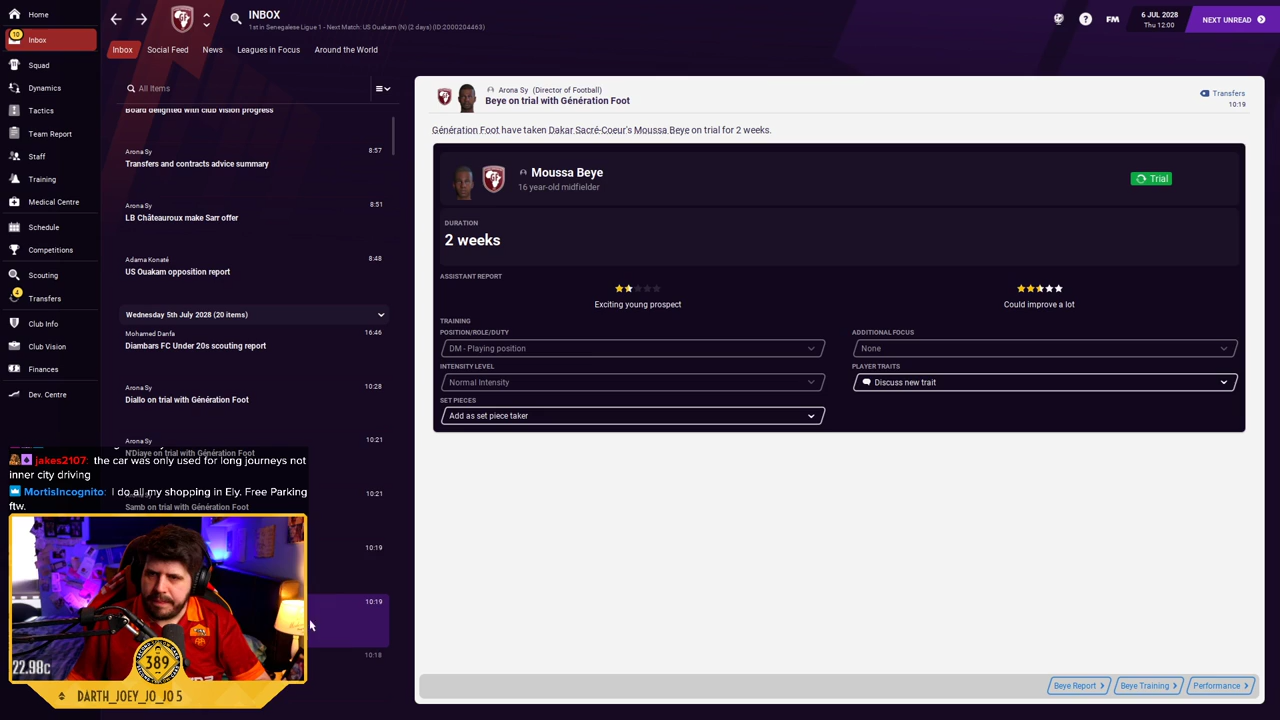 Home
10
Inbox
Squad
Dynamics
Tactics
Team Report
Staff
Training
Medical Centre
Schedule
Competitions
Scouting
4
Transfers
Club Info
Club Vision
Finances
Dev. Centre
INBOX
1st in Senegalese Ligue 1 - Next Match: US Ouakam (N) (2 days) (ID:2000204463)
?
FM
6 JUL 2028
Thu 12:00
NEXT UNREAD
Inbox
Social Feed
News
Leagues in Focus
Around the World
All Items
Board delighted with club vision progress
Arona Sy
8:57
Transfers and contracts advice summary
Arona Sy
8:51
LB Châteauroux make Sarr offer
Adama Konaté
8:48
US Ouakam opposition report
Wednesday 5th July 2028 (20 items)
Mohamed Danfa
16:46
Diambars FC Under 20s scouting report
Arona Sy
10:28
Diallo on trial with Génération Foot
Arona Sy
10:21
N'Diaye on trial with Génération Foot
10:21
Samb on trial with Génération Foot
10:19
10:19
10:18
jakes2107: the car was only used for long journeys not
inner city driving
MortisIncognito: I do all my shopping in Ely. Free Parking
ftw.
22.98c
389
DARTH_JOEY_JO_JO 5
Arona Sy (Director of Football)
Beye on trial with Génération Foot
Transfers
10:19
Génération Foot have taken Dakar Sacré-Coeur's Moussa Beye on trial for 2 weeks.
Moussa Beye
16 year-old midfielder
Trial
DURATION
2 weeks
ASSISTANT REPORT
Exciting young prospect
Could improve a lot
TRAINING
POSITION/ROLE/DUTY
DM - Playing position
ADDITIONAL FOCUS
None
INTENSITY LEVEL
Normal Intensity
PLAYER TRAITS
Discuss new trait
SET PIECES
Add as set piece taker
Beye Report
Beye Training
Performance